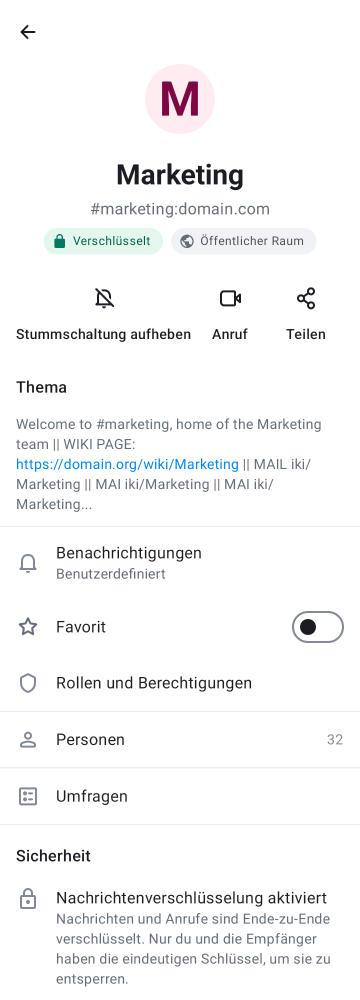 M
Marketing
#marketing:domain.com
Verschlüsselt
Öffentlicher Raum
Stummschaltung aufheben
Anruf
Teilen
Thema
Welcome to #marketing, home of the Marketing
team || WIKI PAGE:
https://domain.org/wiki/Marketing || MAIL iki/
Marketing || MAI iki/Marketing || MAI iki/
Marketing...
Benachrichtigungen
Benutzerdefiniert
Favorit
Rollen und Berechtigungen
Personen 32
Umfragen
Sicherheit
Nachrichtenverschlüsselung aktiviert
Nachrichten und Anrufe sind Ende-zu-Ende
verschlüsselt. Nur du und die Empfänger
haben die eindeutigen Schlüssel, um sie zu
entsperren.